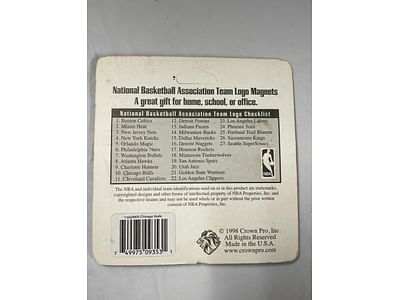 National Basketball Association Team Logo Magnets
A great gift for home, school, or office.
National Basketball Association Team Logo Checklist
1. Boston Celtics
2. Miami Heat
3. New Jersey Nets
4. New York Knicks
5. Orlando Magic
6. Philadelphia 76ers
7. Washington Bullets
8. Atlanta Hawks
9. Charlotte Hornets
10. Chicago Bulls
11. Cleveland Cavaliers
12. Detroit Pistons
13. Indiana Pacers
14. Milwaukee Bucks
15. Dallas Mavericks
16. Denver Nuggets
17. Houston Rockets
18. Minnesota Timberwolves
19. San Antonio Spurs
20. Utah Jazz
21. Golden State Warriors
22. Los Angeles Clippers
23. Los Angeles Lakers
24. Phoenix Suns
25. Portland Trail Blazers
26. Sacramento Kings
27. Seattle SuperSonics
The NBA and individual team identifications used on or in this product are trademarks,
copyrighted designs and other forms of intellectual property of NBA Properties, Inc. and
the respective teams and may not be used whole or in part without the prior written
consent of NBA Properties, Inc.
Chicago Bulls
7 49975 09353 1
© 1998 Crown Pro, Inc.
All Rights Reserved
Made in the U.S.A.
www.crownpro.com